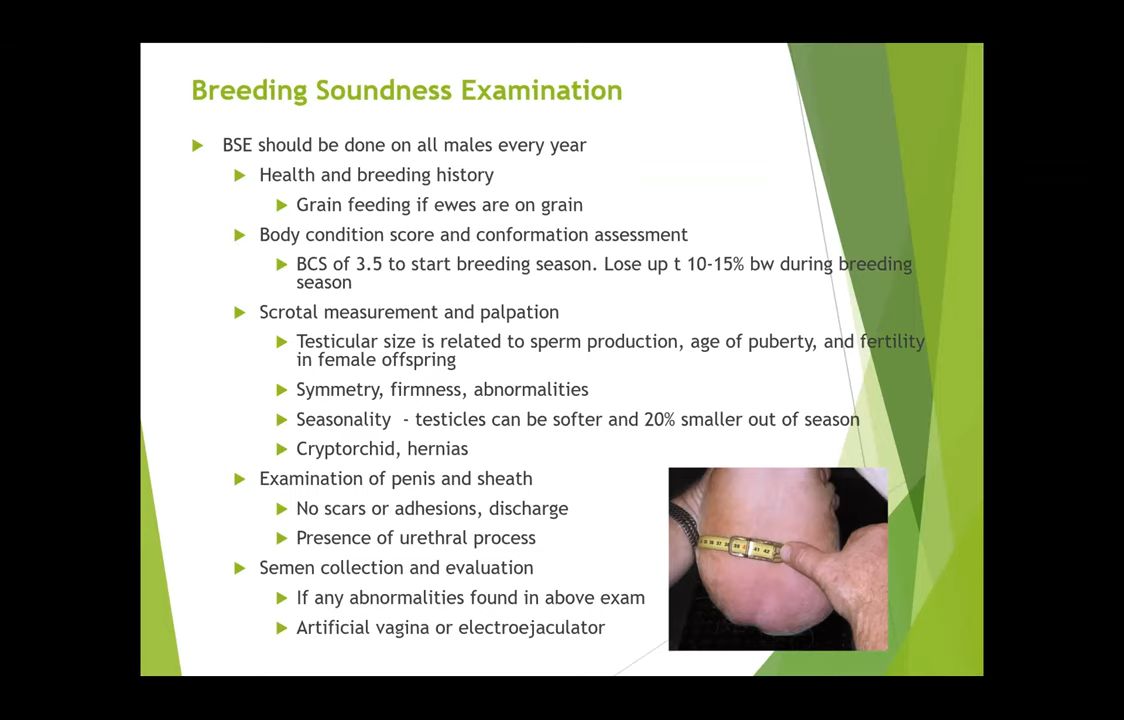 Breeding Soundness Examination
BSE should be done on all males every year
Health and breeding history
Grain feeding if ewes are on grain
Body condition score and conformation assessment
BCS of 3.5 to start breeding season. Lose up t 10-15% bw during breeding
season
Scrotal measurement and palpation
Testicular size is related to sperm production, age of puberty, and fertility
in female offspring
Symmetry, firmness, abnormalities
Seasonality - testicles can be softer and 20% smaller out of season
Cryptorchid, hernias
Examination of penis and sheath
No scars or adhesions, discharge
Presence of urethral process
Semen collection and evaluation
If any abnormalities found in above exam
Artificial vagina or electroejaculator